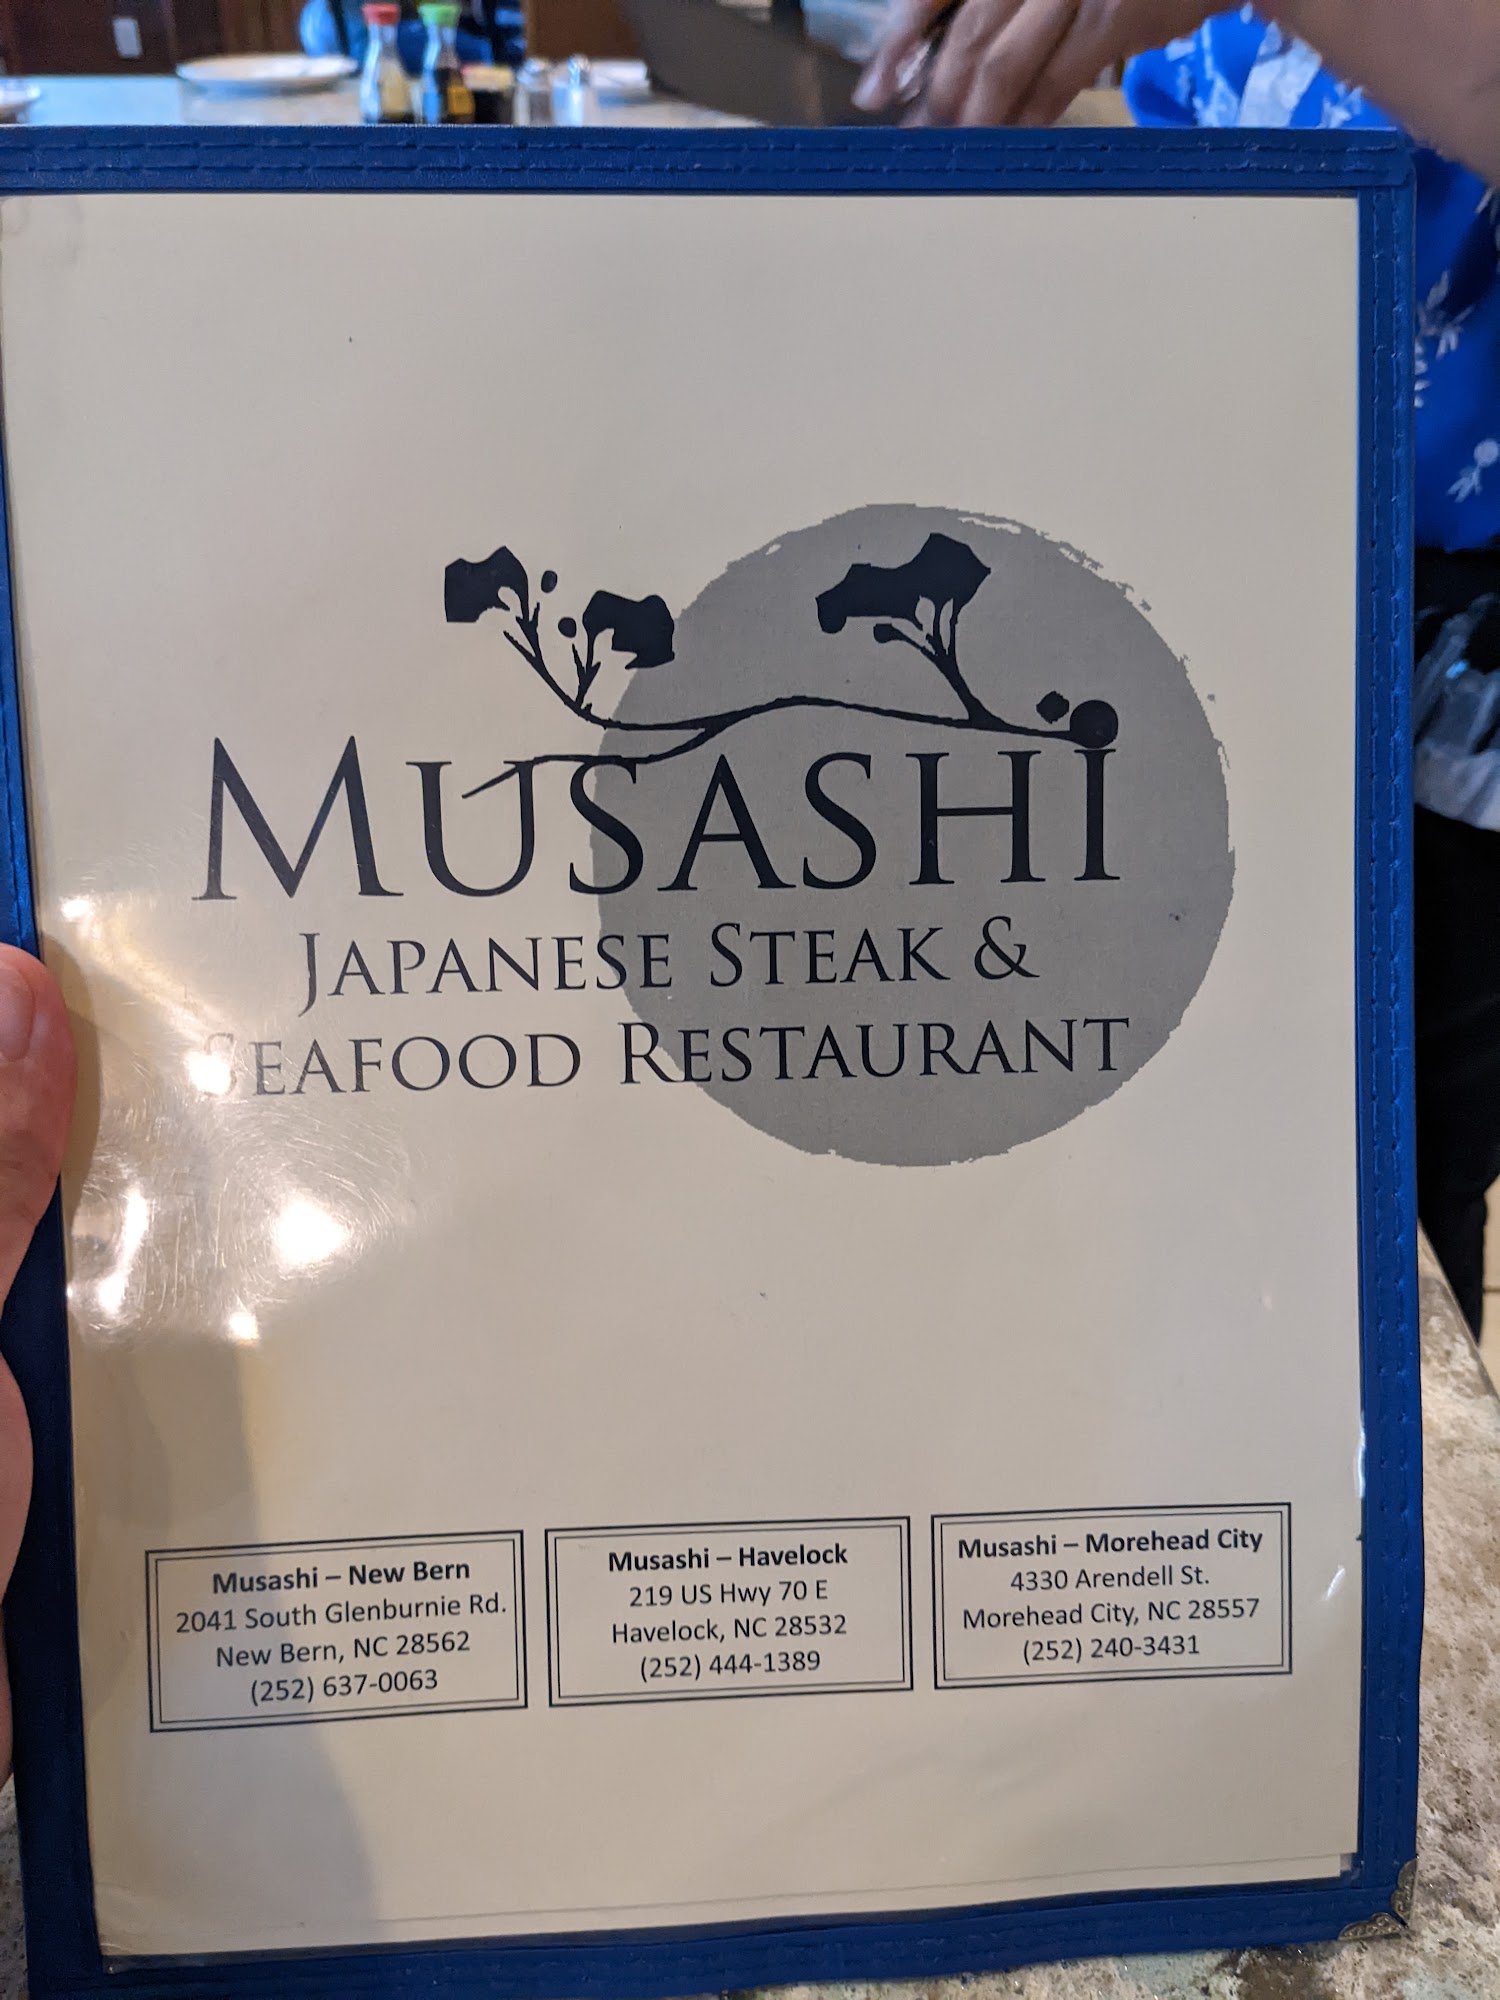 MUSASHI
JAPANESE STEAK &
SEAFOOD RESTAURANT
Musashi – New Bern
2041 South Glenburnie Rd.
New Bern, NC 28562
(252) 637-0063
Musashi – Havelock
219 US Hwy 70 E
Havelock, NC 28532
(252) 444-1389
Musashi – Morehead City
4330 Arendell St.
Morehead City, NC 28557
(252) 240-3431